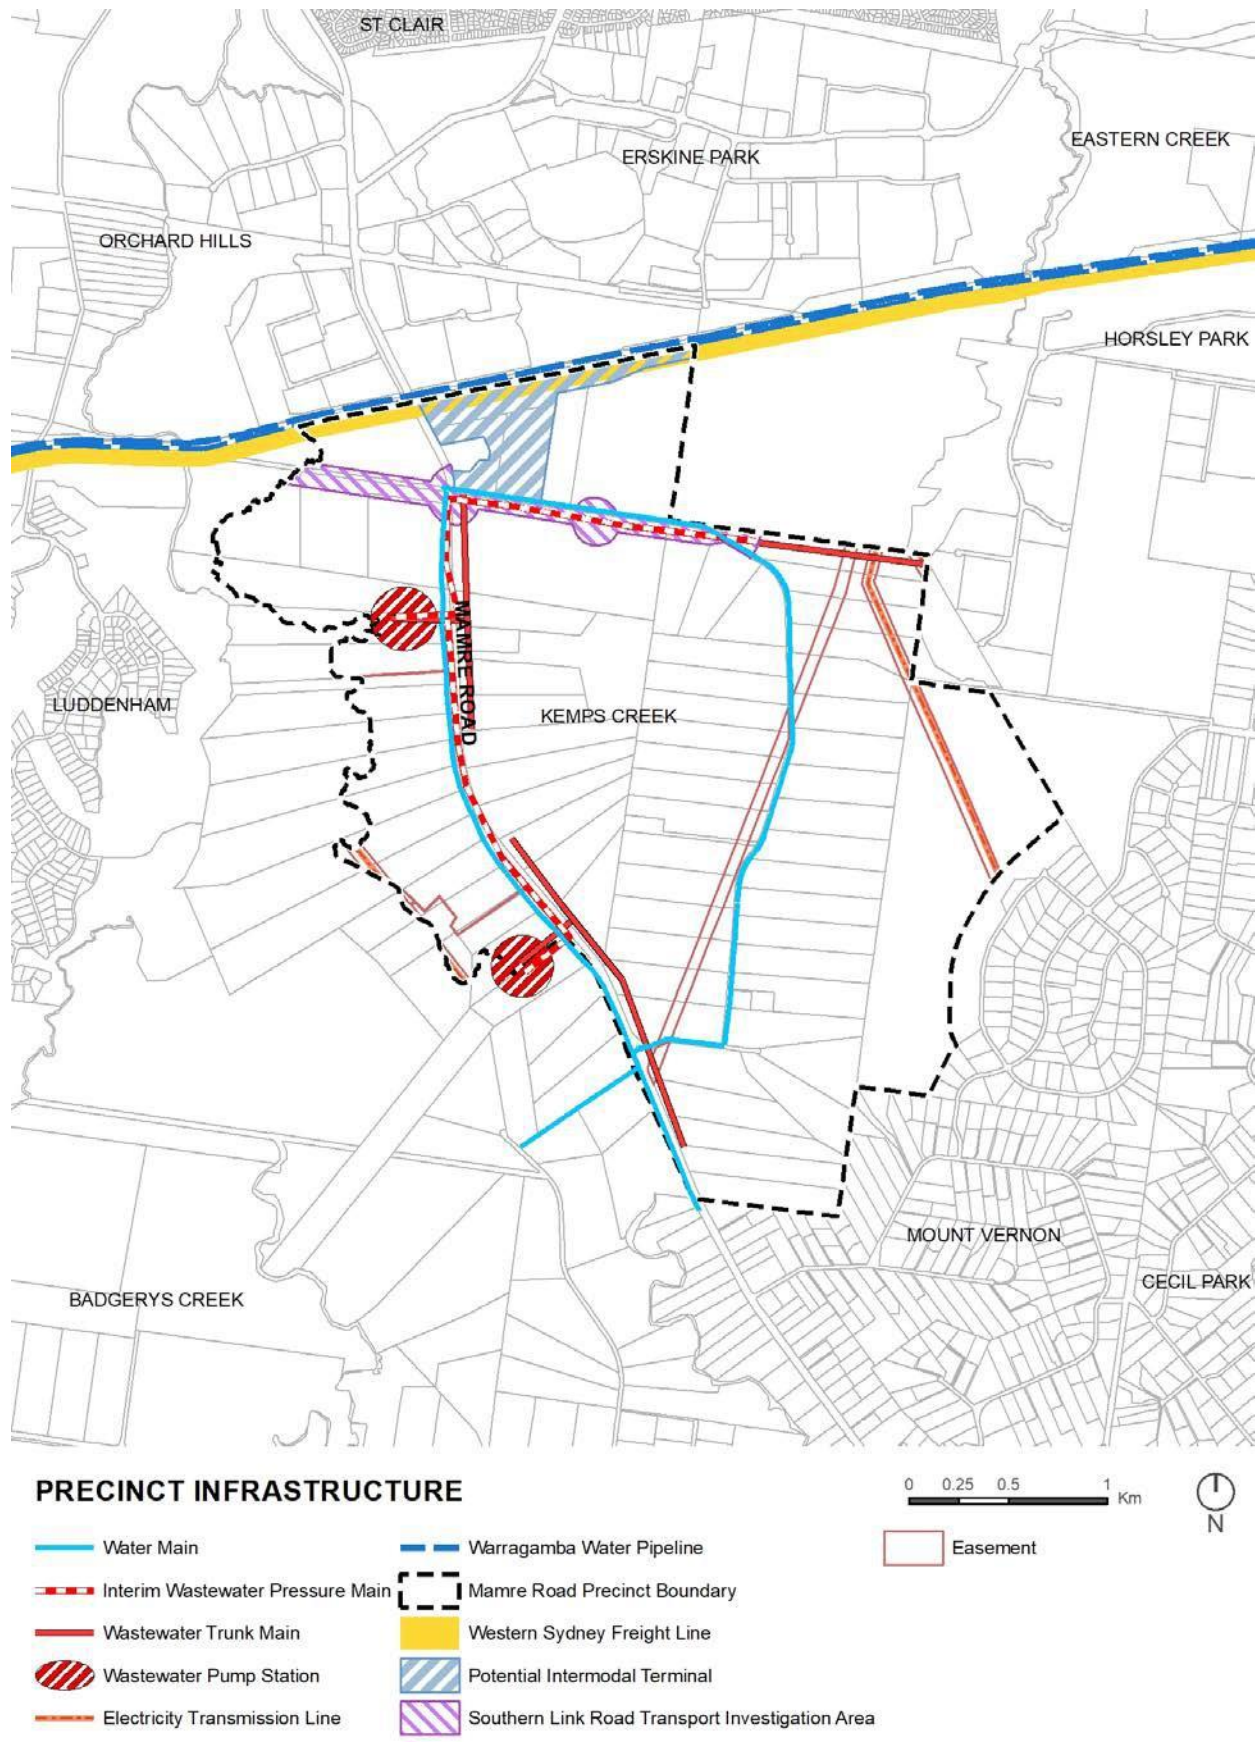 ST CLAIR
ERSKINE PARK
EASTERN CREEK
ORCHARD HILLS
HORSLEY PARK
MAMRE ROAD
LUDDENHAM
KEMPS CREEK
MOUNT VERNON
CECIL PARK
BADGERYS CREEK
PRECINCT INFRASTRUCTURE
0 0.25 0.5 1
Km
N
Water Main
Interim Wastewater Pressure Main
Wastewater Trunk Main
Wastewater Pump Station
Electricity Transmission Line
Warragamba Water Pipeline
Mamre Road Precinct Boundary
Western Sydney Freight Line
Potential Intermodal Terminal
Southern Link Road Transport Investigation Area
Easement